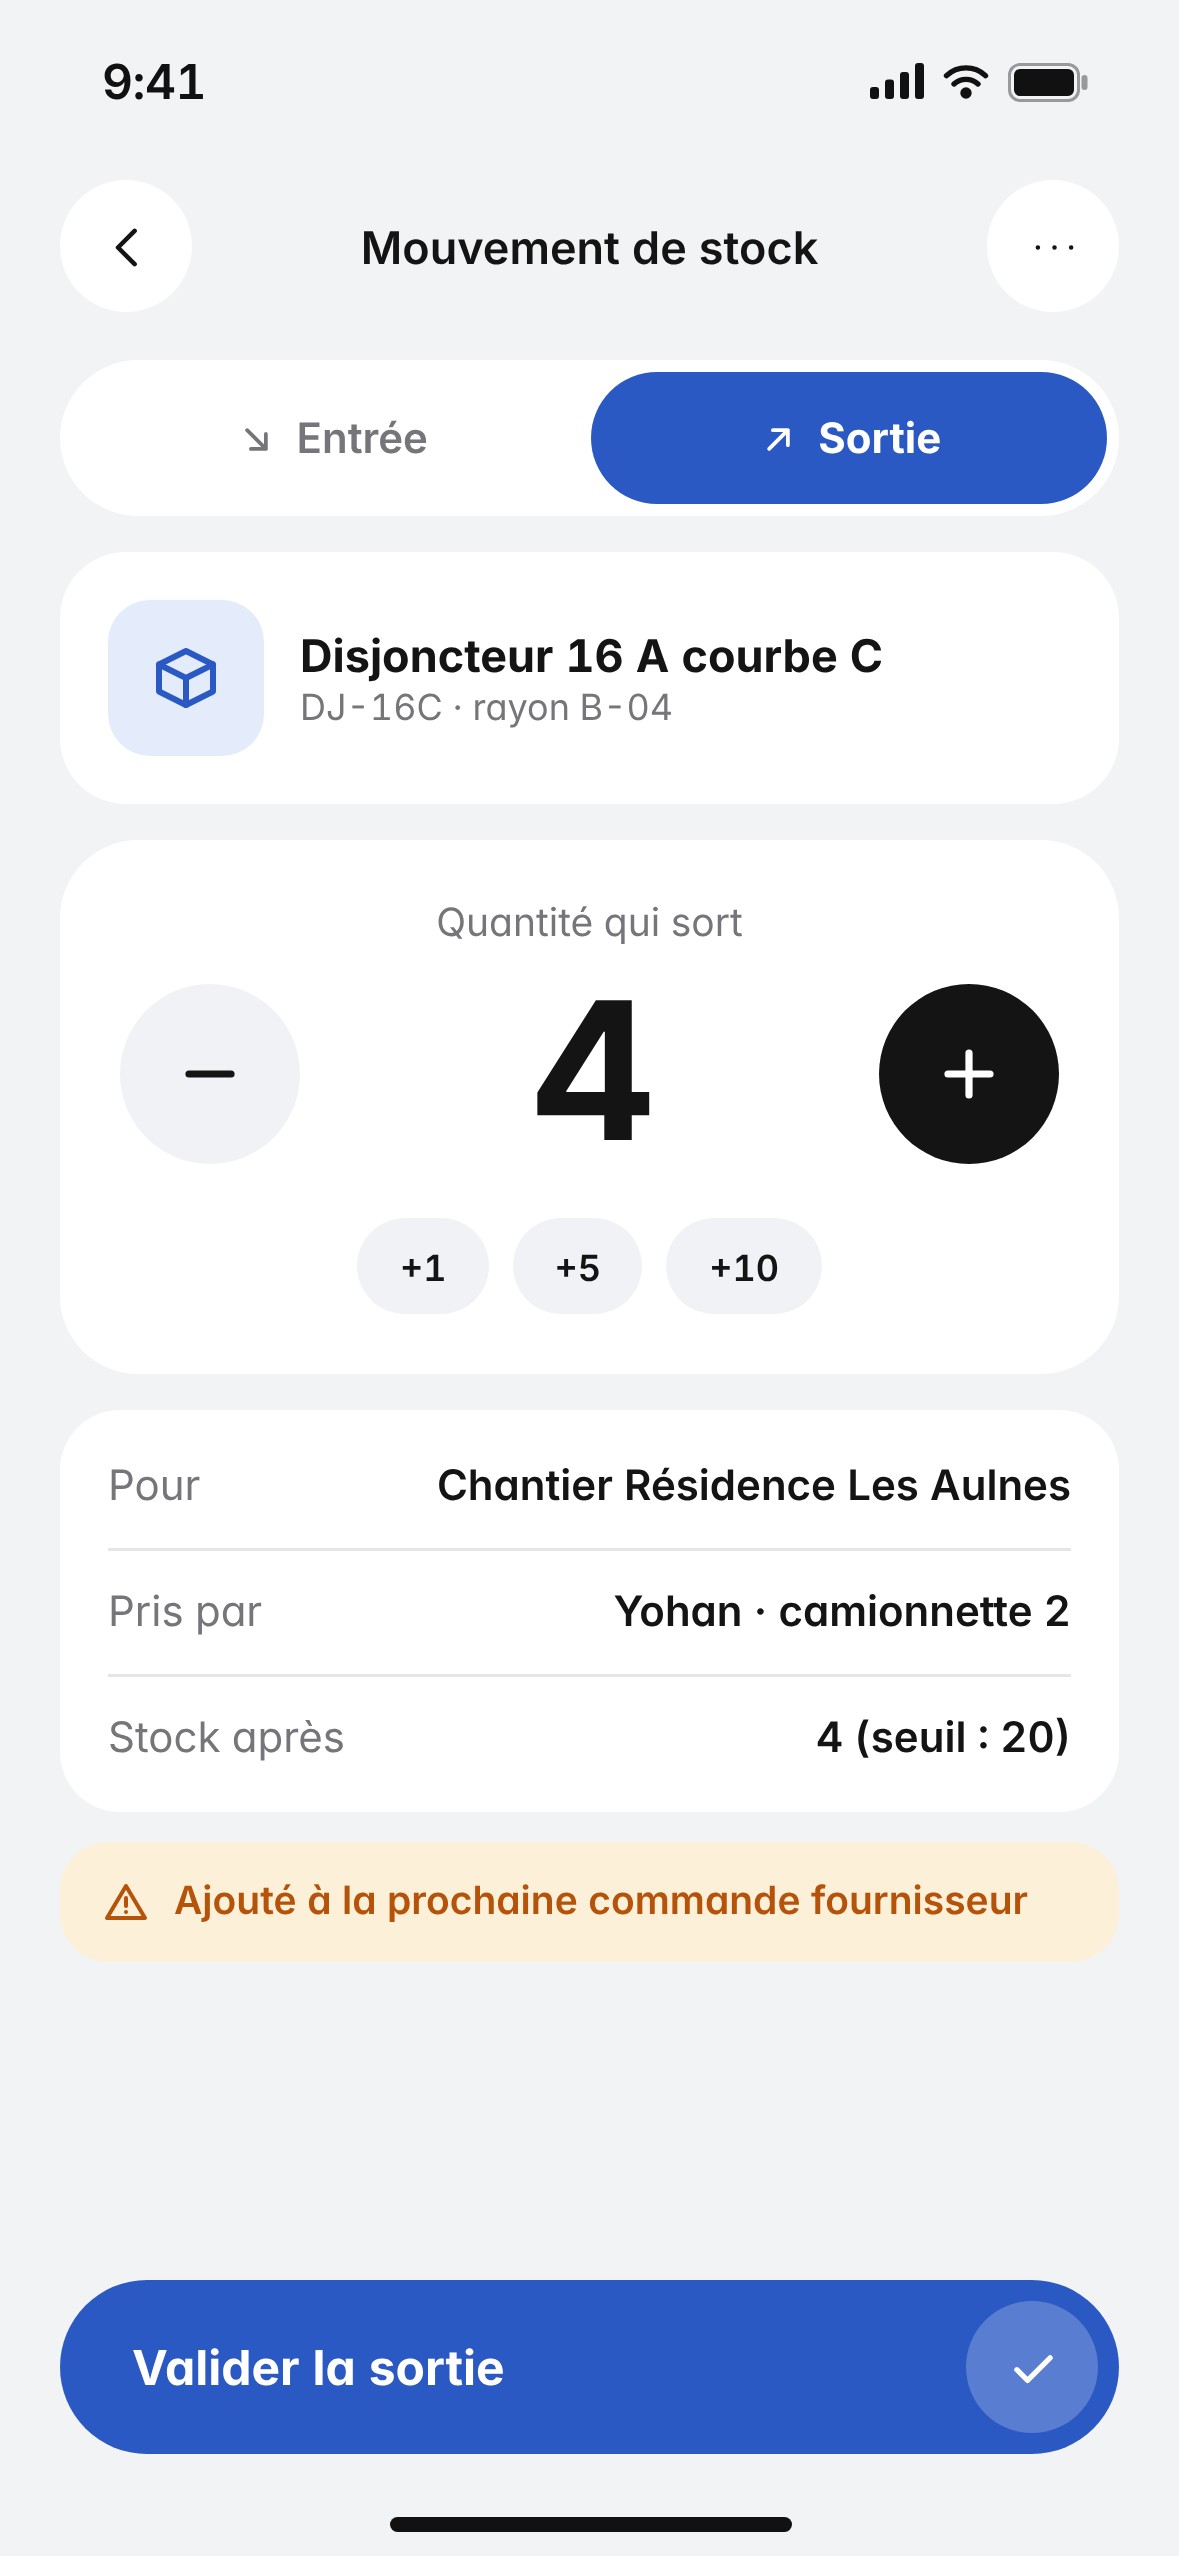 9:41
Mouvement de stock
Entrée
Sortie
Disjoncteur 16 A courbe C
DJ-16C · rayon B-04
Quantité qui sort
4
+1 +5 +10
Pour Chantier Résidence Les Aulnes
Pris par Yohan · camionnette 2
Stock après 4 (seuil : 20)
Ajouté à la prochaine commande fournisseur
Valider la sortie